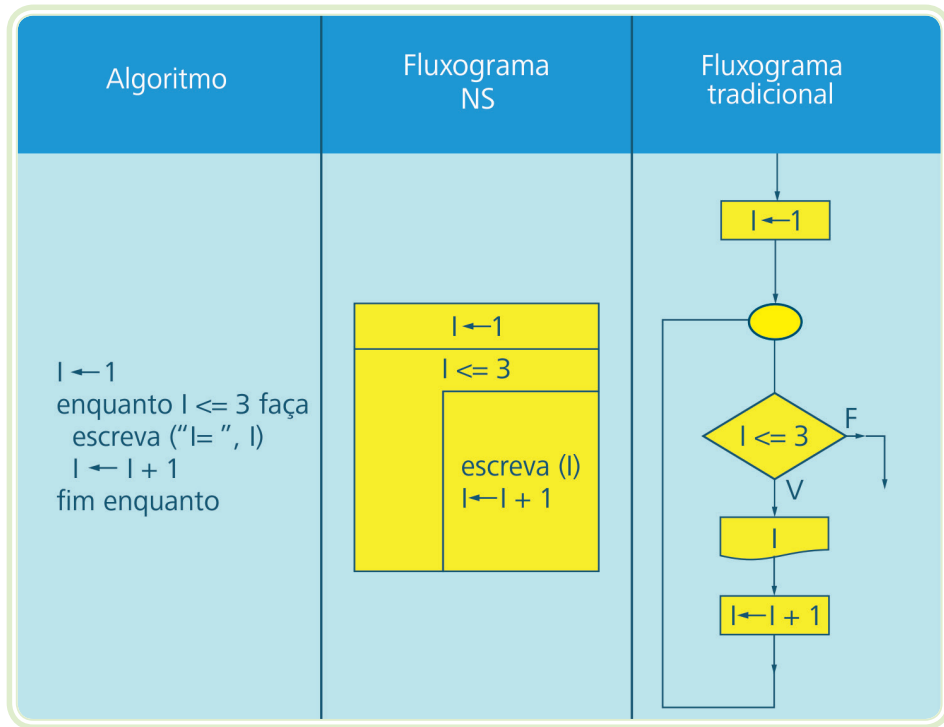 Algoritmo
Fluxograma
NS
Fluxograma
tradicional
I ← 1
enquanto I <= 3 faça
escreva (“I= ”, I)
I ← I + 1
fim enquanto
I ← 1
I <= 3
escreva (I)
I ← I + 1
I ← 1
I <= 3
F
V
I
I ← I + 1